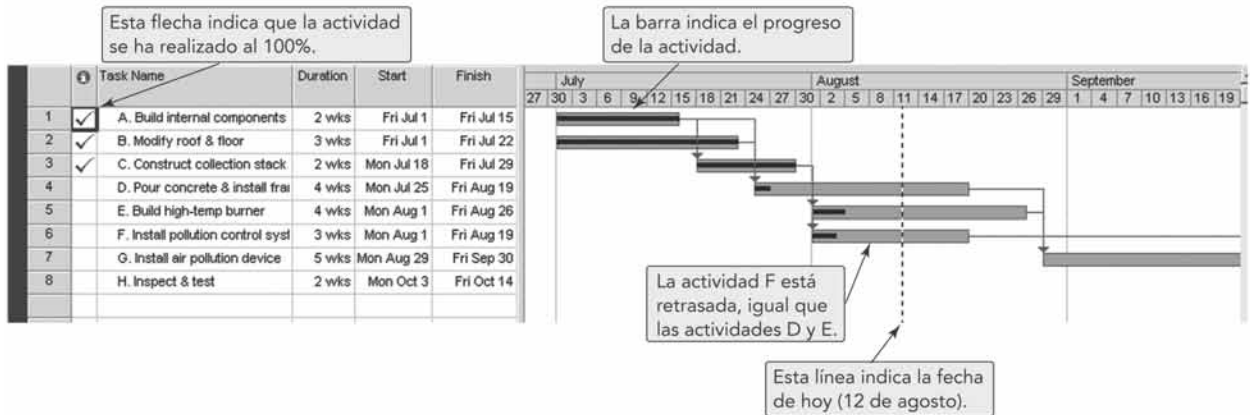 Esta flecha indica que la actividad
se ha realizado al 100%.
La barra indica el progreso
de la actividad.
Task Name Duration Start Finish
July August September
27 30 3 6 9 12 15 18 21 24 27 30 2 5 8 11 14 17 20 23 26 29 1 4 7 10 13 16 19
1 A. Build internal components 2 wks Fri Jul 1 Fri Jul 15
2 B. Modify roof & floor 3 wks Fri Jul 1 Fri Jul 22
3 C. Construct collection stack 2 wks Mon Jul 18 Fri Jul 29
4 D. Pour concrete & install frai 4 wks Mon Jul 25 Fri Aug 19
5 E. Build high-temp burner 4 wks Mon Aug 1 Fri Aug 26
6 F. Install pollution control syst 3 wks Mon Aug 1 Fri Aug 19
7 G. Install air pollution device 5 wks Mon Aug 29 Fri Sep 30
8 H. Inspect & test 2 wks Mon Oct 3 Fri Oct 14
La actividad F está
retrasada, igual que
las actividades D y E.
Esta línea indica la fecha
de hoy (12 de agosto).